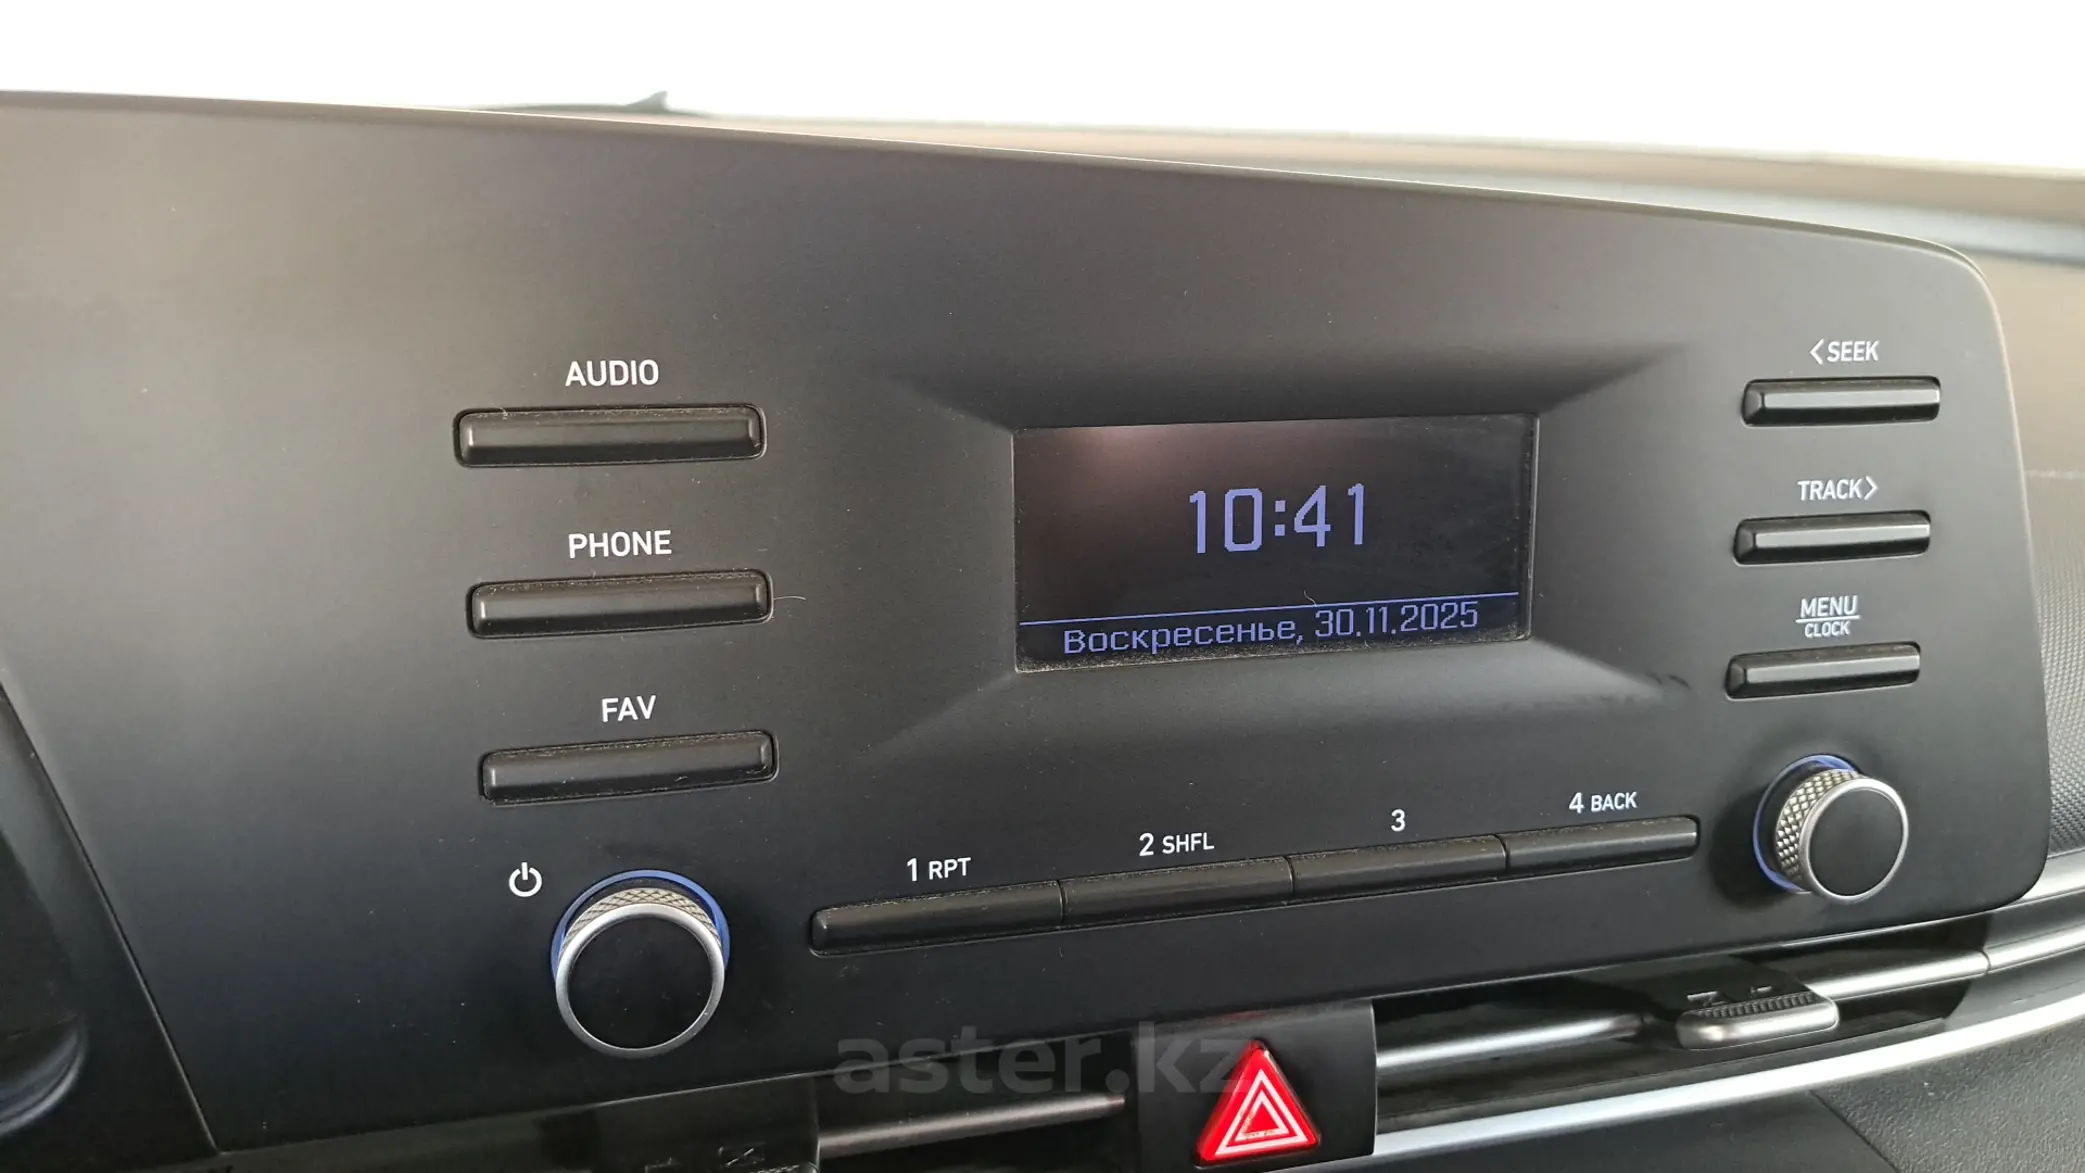 AUDIO
PHONE
FAV
10:41
Воскресенье, 30.11.2025
<SEEK
TRACK>
MENU
CLOCK
1 RPT
2 SHFL
3
4 BACK
aster.kz